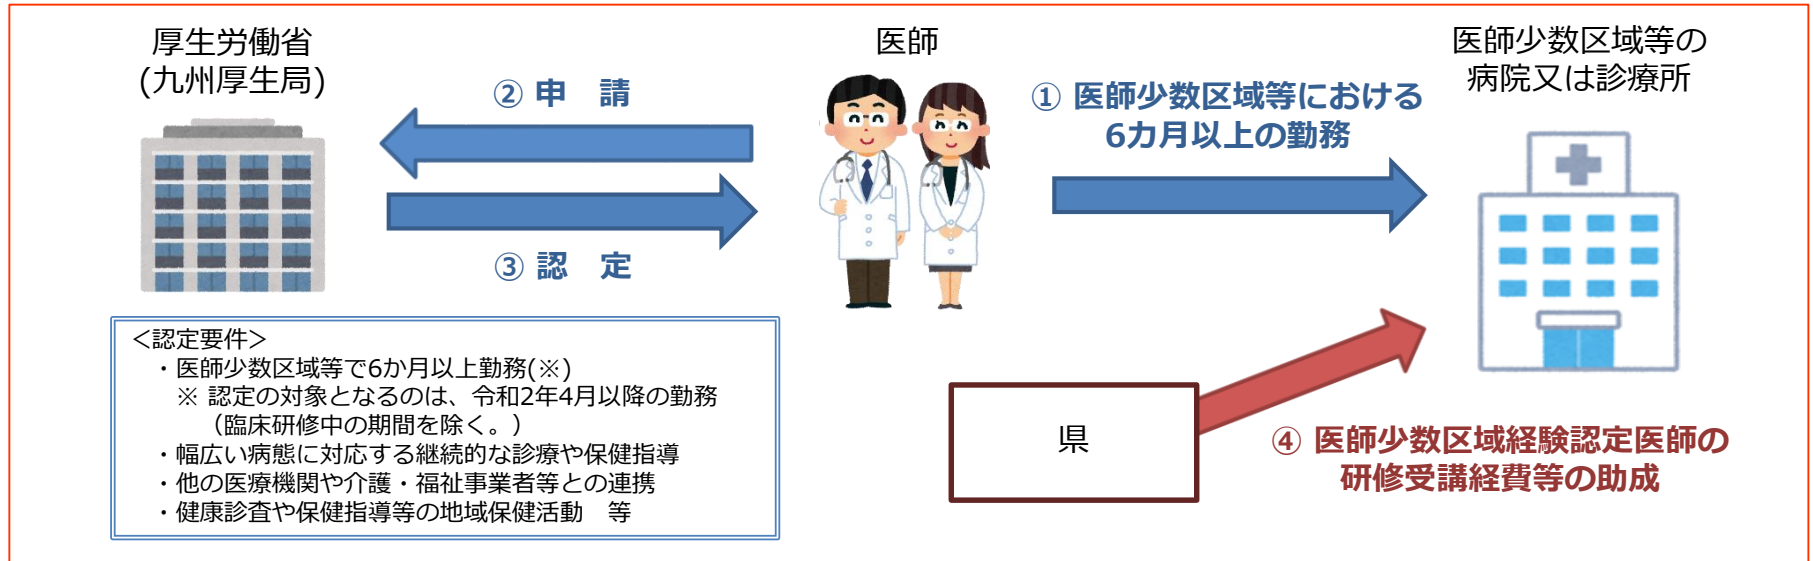 厚生労働省
(九州厚生局)
② 申　請
③ 認　定
医師
① 医師少数区域等における
6カ月以上の勤務
医師少数区域等の
病院又は診療所
＜認定要件＞
・医師少数区域等で6か月以上勤務(※)
※ 認定の対象となるのは、令和2年4月以降の勤務
（臨床研修中の期間を除く。）
・幅広い病態に対応する継続的な診療や保健指導
・他の医療機関や介護・福祉事業者等との連携
・健康診査や保健指導等の地域保健活動　等
県
④ 医師少数区域経験認定医師の
研修受講経費等の助成